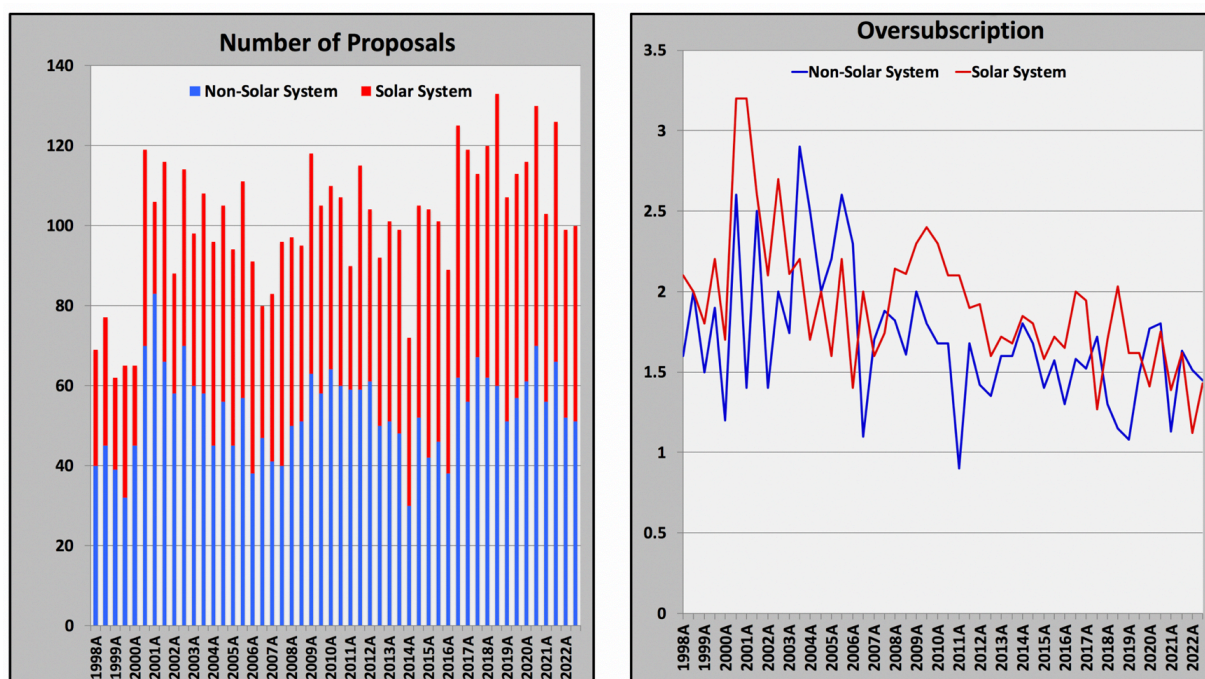 Number of Proposals
Non-Solar System
Solar System
140
120
100
80
60
40
20
0
1998A
1999A
2000A
2001A
2002A
2003A
2004A
2005A
2006A
2007A
2008A
2009A
2010A
2011A
2012A
2013A
2014A
2015A
2016A
2017A
2018A
2019A
2020A
2021A
2022A
Oversubscription
Non-Solar System
Solar System
3.5
3
2.5
2
1.5
1
0.5
0
1998A
1999A
2000A
2001A
2002A
2003A
2004A
2005A
2006A
2007A
2008A
2009A
2010A
2011A
2012A
2013A
2014A
2015A
2016A
2017A
2018A
2019A
2020A
2021A
2022A